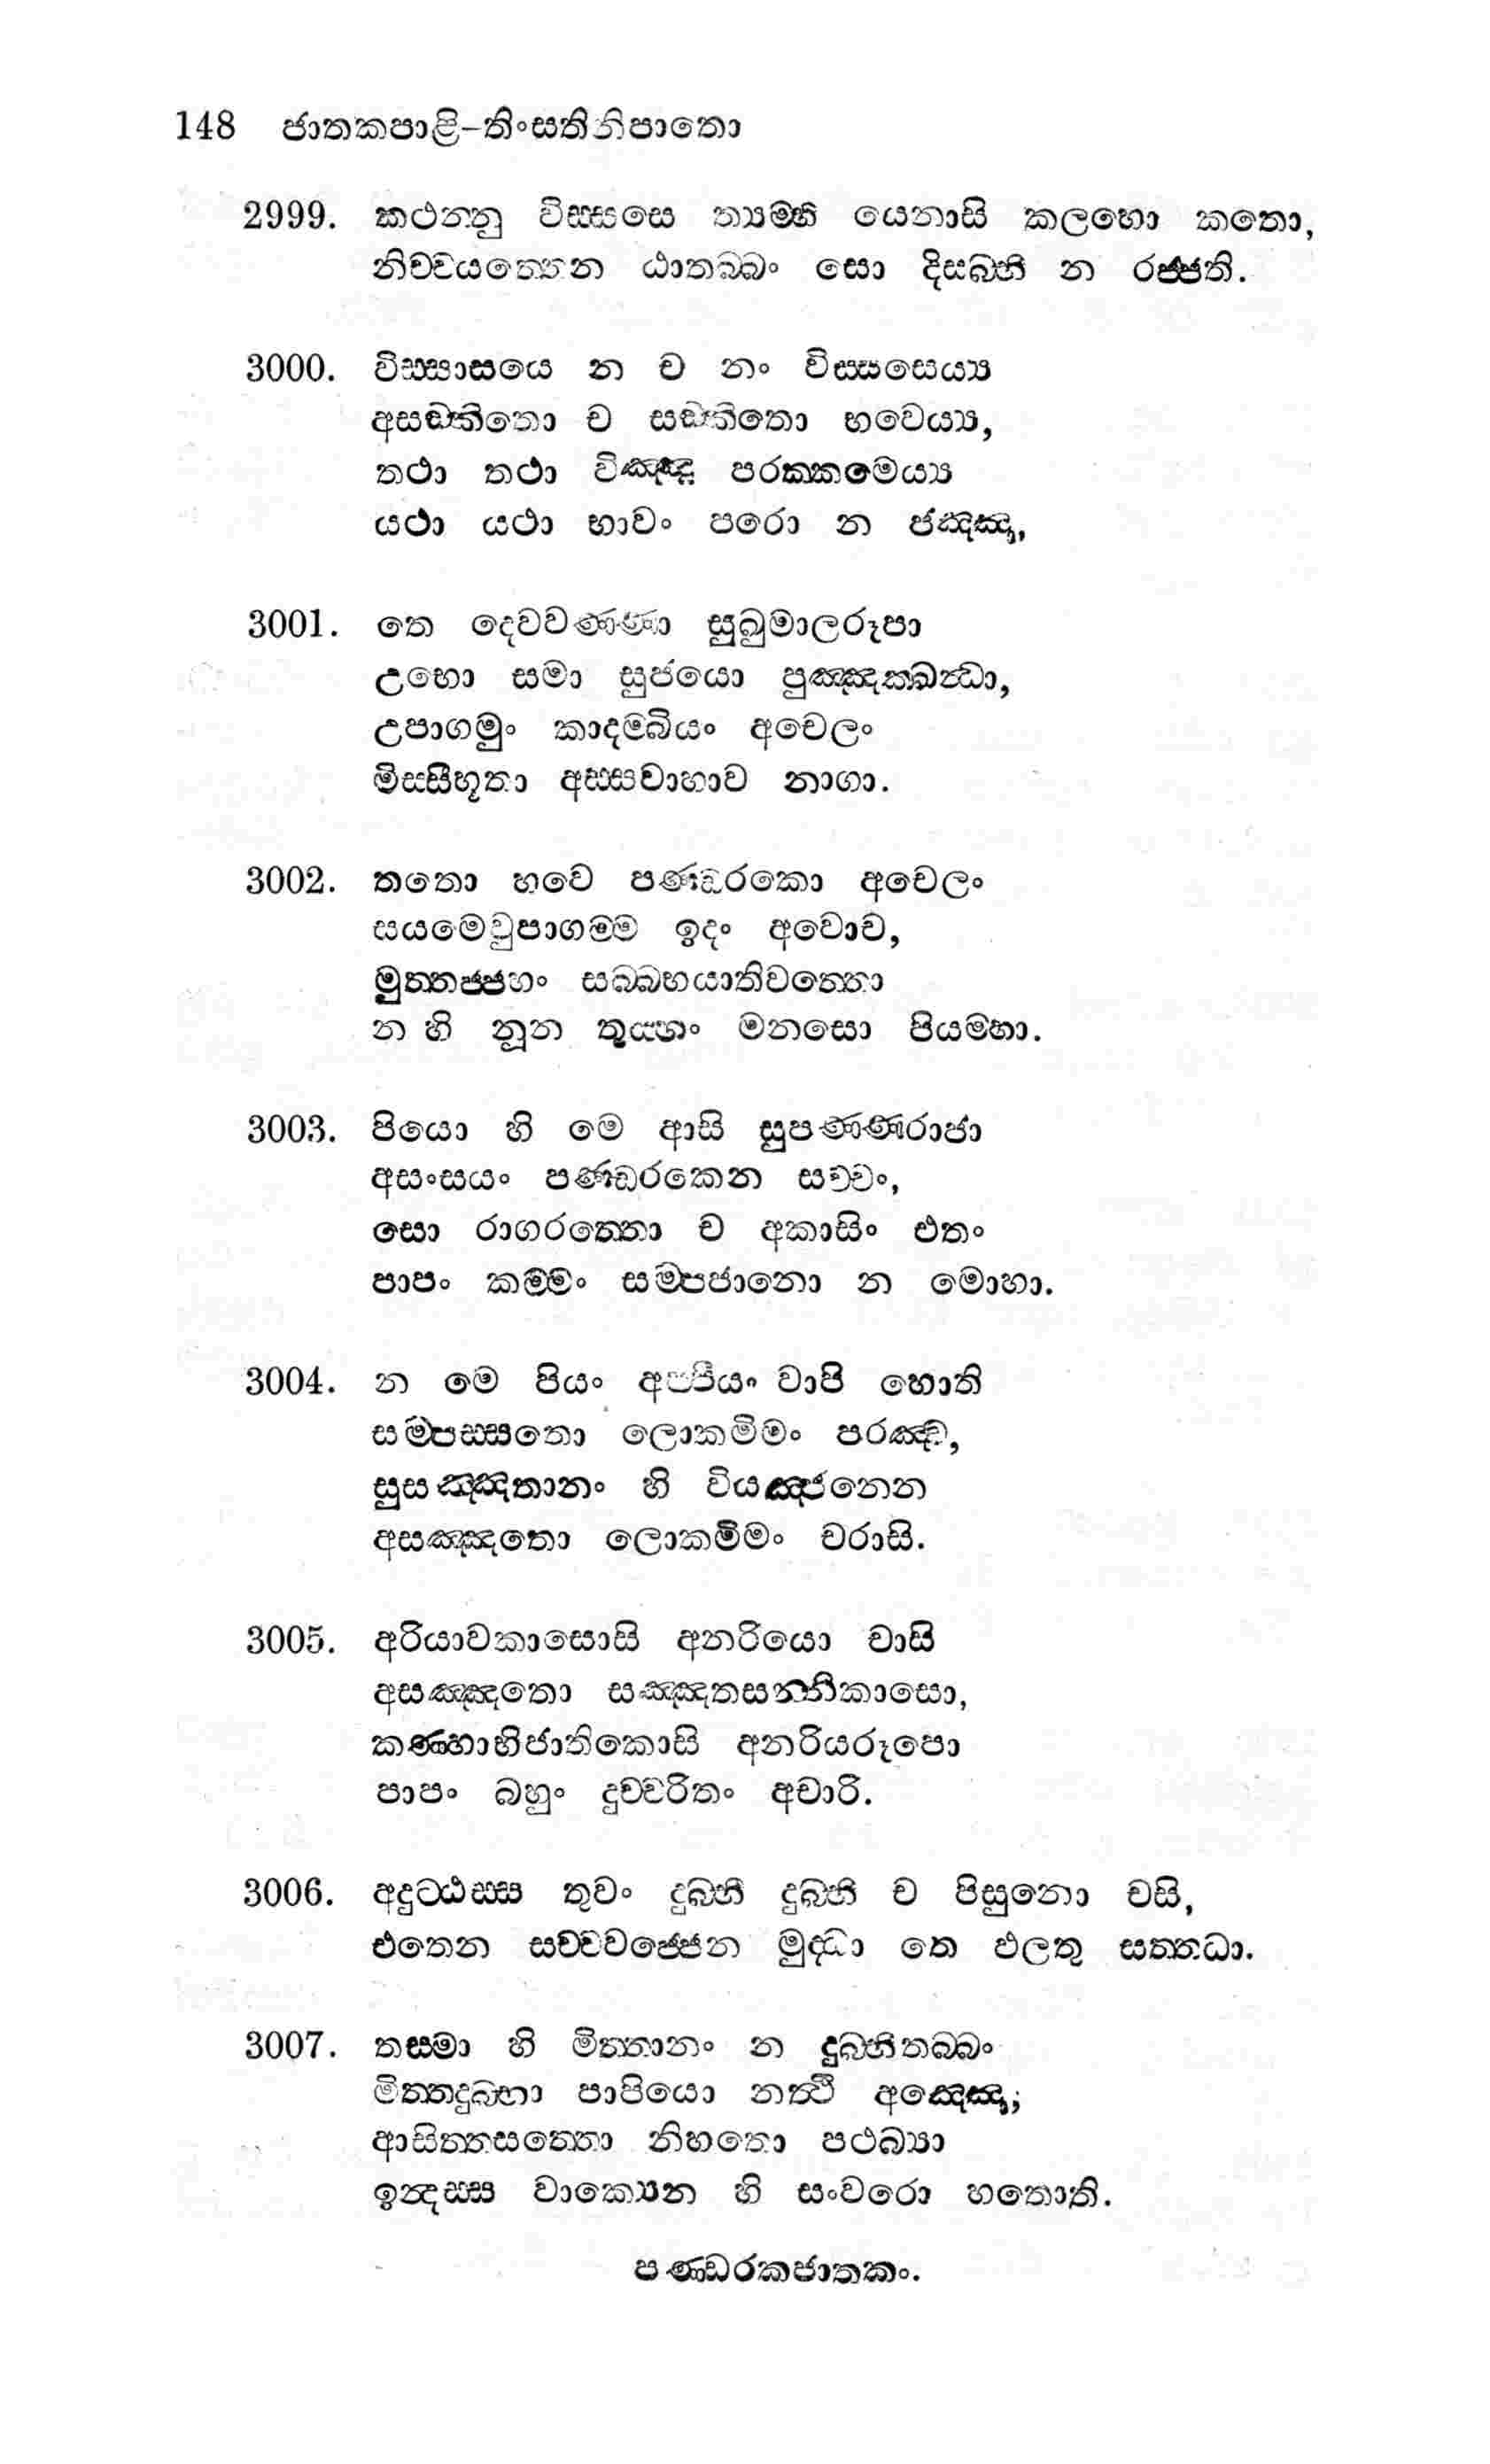 148 ජාතකපාළි–තිංසතිනිපාතො
2999. කථන්නු විස්සසෙ ත්‍යම්හි යෙනාසි කලහො කතො,
නිච්චයත්තෙන ඨාතබ්බං සො දිසබ්භි න රජ්ජති.
3000. විස්සාසයෙ න ච නං විස්සසෙය්‍ය
අසඞ්කිතො ච සඞ්කිතො භවෙය්‍ය,
තථා තථා විඤ්ඤූ පරක්කමෙය්‍ය
යථා යථා භාවං පරො න ජඤ්ඤා,
3001. තෙ දෙවවණ්ණා සුඛුමාලරූපා
උභො සමා සුජයො පුඤ්ඤක්ඛන්ධා,
උපාගමුං කාදම්බියං අචෙලං
මිස්සීභූතා අස්සවාහාව නාගා.
3002. තතො හවෙ පණ්ඩරකො අචෙලං
සයමෙවුපාගම්ම ඉදං අවොච,
මුත්තජ්ජහං සබ්බභයාතිවත්තො
න හි නූන තුය්හං මනසො පියම්හා.
3003. පියො හි මෙ ආසි සුපණ්ණරාජා
අසංසයං පණ්ඩරකෙන සච්චං,
සො රාගරත්තො ච අකාසිං එතං
පාපං කම්මං සම්පජානො න මොහා.
3004. න මෙ පියං අප්පියං වාපි හොති
සම්පස්සතො ලොකමිමං පරඤ්ච,
සුසඤ්ඤතානං හි වියඤ්ජනෙන
අසඤ්ඤතො ලොකමිමං චරාසි.
3005. අරියාවකාසොසි අනරියො චාසි
අසඤ්ඤතො සඤ්ඤතසන්තිකාසො,
කණ්හාභිජාතිකොසි අනරියරූපො
පාපං බහුං දුච්චරිතං අචාරි.
3006. අදුට්ඨස්ස තුවං දුබ්භි දුබ්භි ච පිසුනො චසි,
එතෙන සච්චවජ්ජෙන මුද්ධා තෙ ඵලතු සත්තධා.
3007. තස්මා හි මිත්තානං න දුබ්භිතබ්බං
මිත්තදුබ්භා පාපියො නත්ථි අඤ්ඤො;
ආසිත්තසත්තො නිහතො පථබ්‍යා
ඉන්දස්ස වාක්‍යෙන හි සංවරො හතොති.
පණ්ඩරකජාතකං.